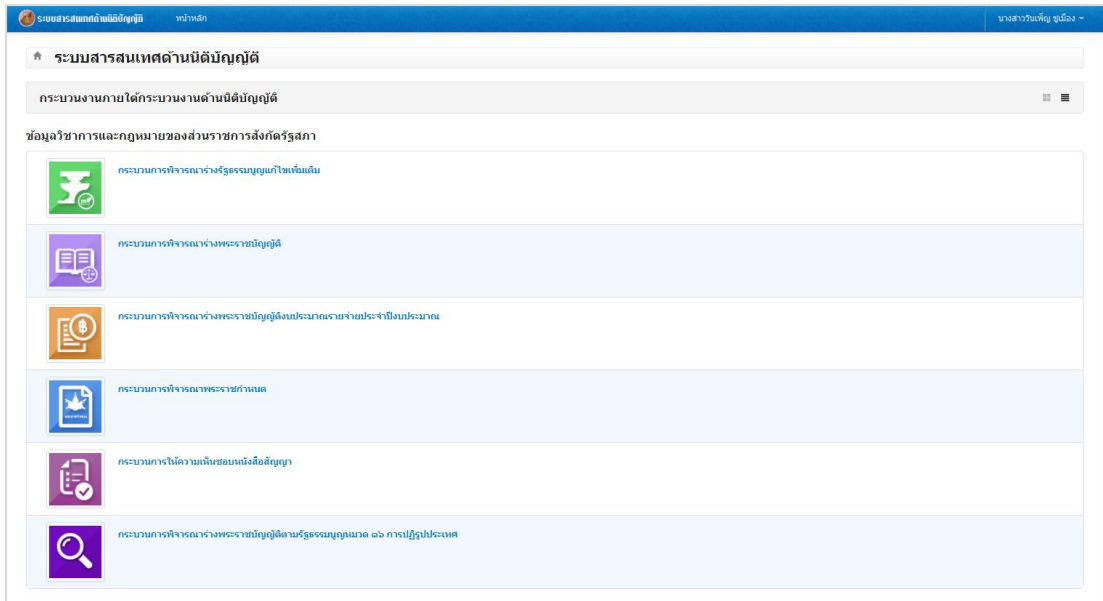 ระบบสารสนเทศด้านนิติบัญญัติ หน้าหลัก นางสาววันเพ็ญ ชูเมือง
ระบบสารสนเทศด้านนิติบัญญัติ
กระบวนงานภายใต้กระบวนงานด้านนิติบัญญัติ
ข้อมูลวิชาการและกฎหมายของส่วนราชการสังกัดรัฐสภา
กระบวนการพิจารณาร่างรัฐธรรมนูญแก้ไขเพิ่มเติม
กระบวนการพิจารณาร่างพระราชบัญญัติ
กระบวนการพิจารณาร่างพระราชบัญญัติงบประมาณรายจ่ายประจำปีงบประมาณ
กระบวนการพิจารณาพระราชกำหนด
กระบวนการให้ความเห็นชอบหนังสือสัญญา
กระบวนการพิจารณาร่างพระราชบัญญัติตามรัฐธรรมนูญหมวด ๑๖ การปฏิรูปประเทศ